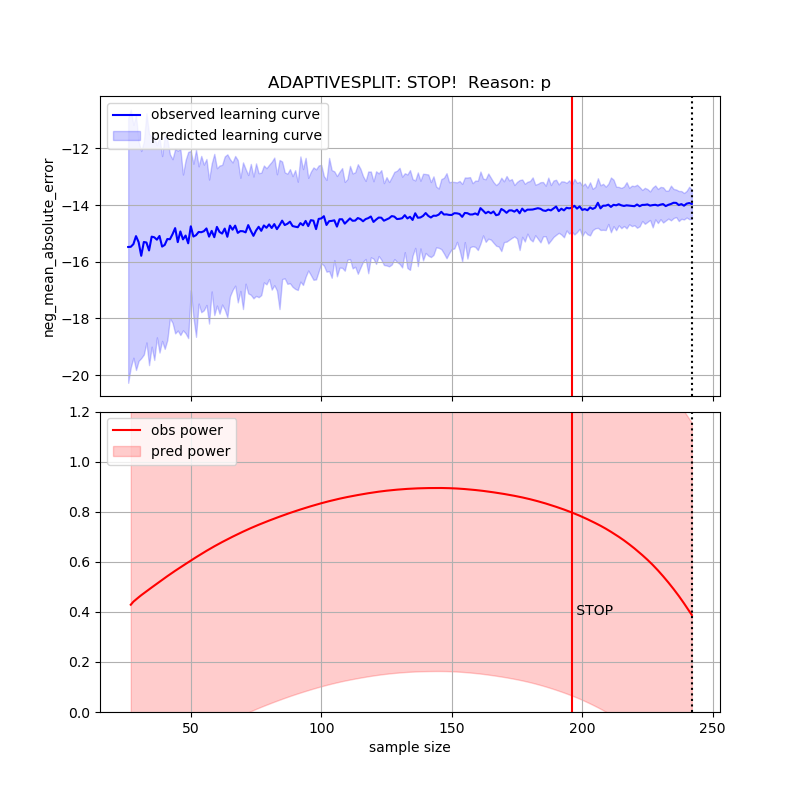 ADAPTIVESPLIT: STOP!  Reason: p
observed learning curve
predicted learning curve
neg_mean_absolute_error
−12
−14
−16
−18
−20
obs power
pred power
1.2
1.0
0.8
0.6
0.4
0.2
0.0
STOP
50
100
150
200
250
sample size